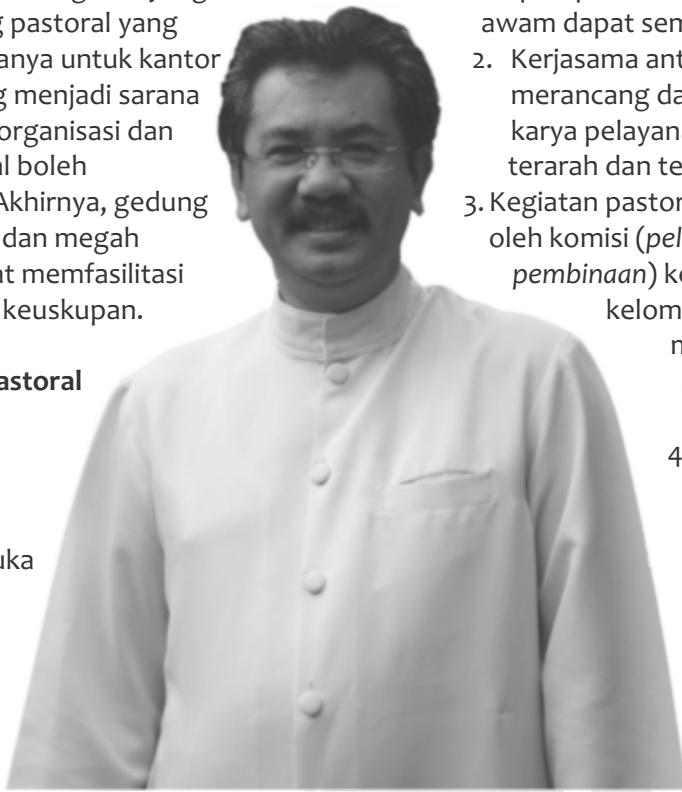 g pastoral yang
anya untuk kantor
g menjadi sarana
organisasi dan
al boleh
Akhirnya, gedung
dan megah
at memfasilitasi
keuskupan.
astoral
uka
awam dapat sem
2. Kerjasama ant
merancang da
karya pelayana
terarah dan te
3. Kegiatan pastor
oleh komisi (pel
pembinaan) ke
kelom
4